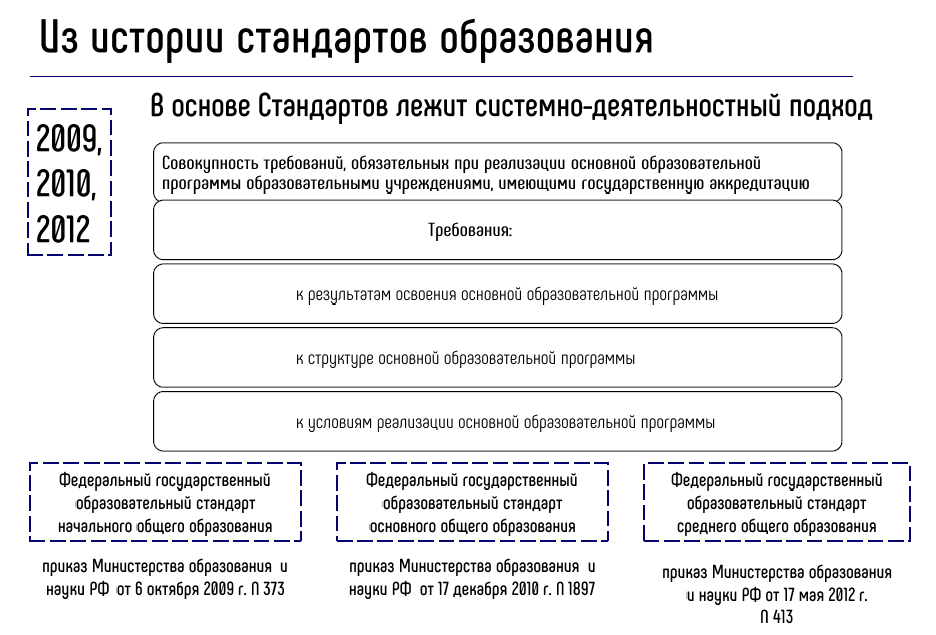 Из истории стандартов образования
В основе Стандартов лежит системно-деятельностный подход
2009,
2010,
2012
Совокупность требований, обязательных при реализации основной образовательной
программы образовательными учреждениями, имеющими государственную аккредитацию
Требования:
к результатам освоения основной образовательной программы
к структуре основной образовательной программы
к условиям реализации основной образовательной программы
Федеральный государственный
образовательный стандарт
начального общего образования
приказ Министерства образования и
науки РФ от 6 октября 2009 г. П 373
Федеральный государственный
образовательный стандарт
основного общего образования
приказ Министерства образования и
науки РФ от 17 декабря 2010 г. П 1897
Федеральный государственный
образовательный стандарт
среднего общего образования
приказ Министерства образования
и науки РФ от 17 мая 2012 г.
П 413